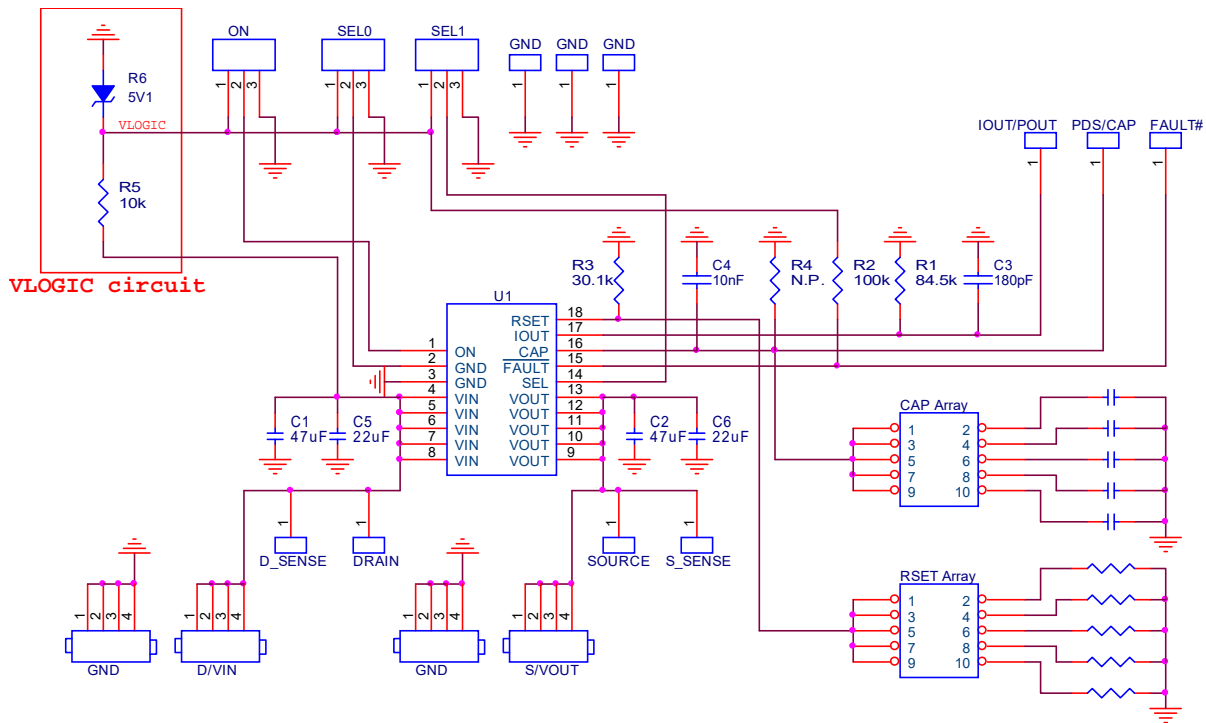 ON
SEL0
SEL1
GND
GND
GND
1
2
3
1
2
3
1
2
3
1
1
1
R6
5V1
VLOGIC
R5
10k
VLOGIC circuit
IOUT/POUT
PDS/CAP
FAULT#
1
1
1
R3
30.1k
C4
10nF
R4
N.P.
R2
100k
R1
84.5k
C3
180pF
U1
1
2
3
4
5
6
7
8
ON
GND
GND
VIN
VIN
VIN
VIN
VIN
RSET
IOUT
CAP
FAULT
SEL
VOUT
VOUT
VOUT
VOUT
VOUT
18
17
16
15
14
13
12
11
10
9
C1
47uF
C5
22uF
C2
47uF
C6
22uF
CAP Array
1
3
5
7
9
2
4
6
8
10
1
1
1
1
D_SENSE
DRAIN
SOURCE
S_SENSE
RSET Array
1
3
5
7
9
2
4
6
8
10
1
2
3
4
1
2
3
4
1
2
3
4
1
2
3
4
GND
D/VIN
GND
S/VOUT